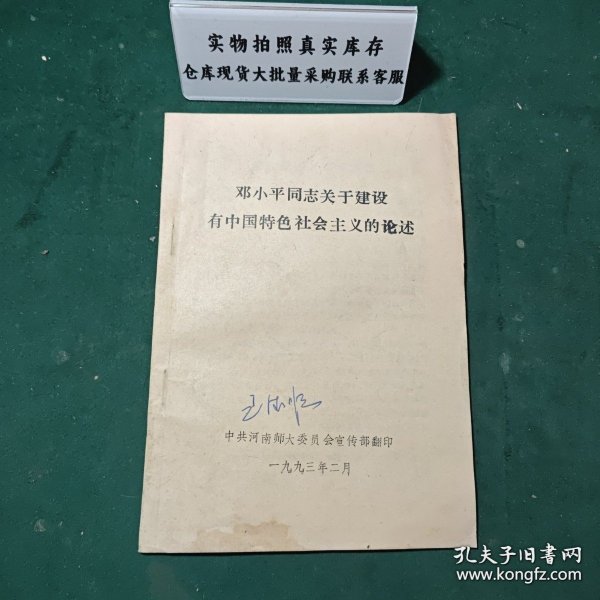 实物拍照真实库存
仓库现货大批量采购联系客服
邓小平同志关于建设
有中国特色社会主义的论述
中共河南师大委员会宣传部翻印
一九九三年二月
孔夫子旧书网
www.kongfz.com